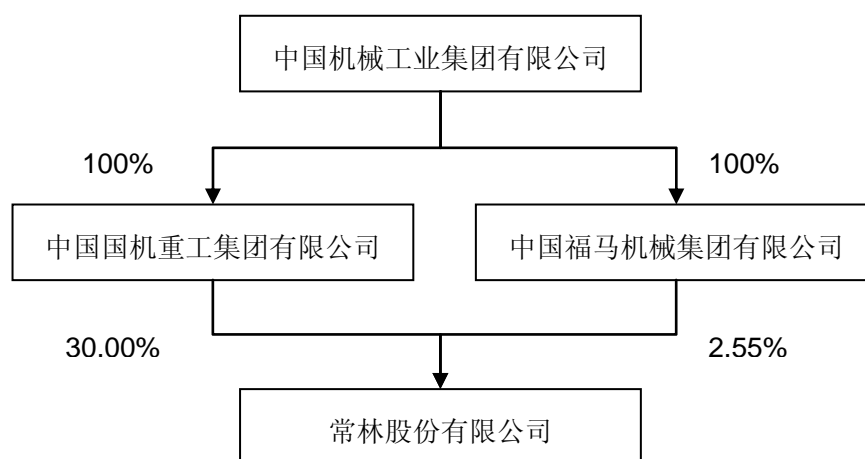 中国机械工业集团有限公司
100%
100%
中国国机重工集团有限公司
中国福马机械集团有限公司
30.00%
2.55%
常林股份有限公司